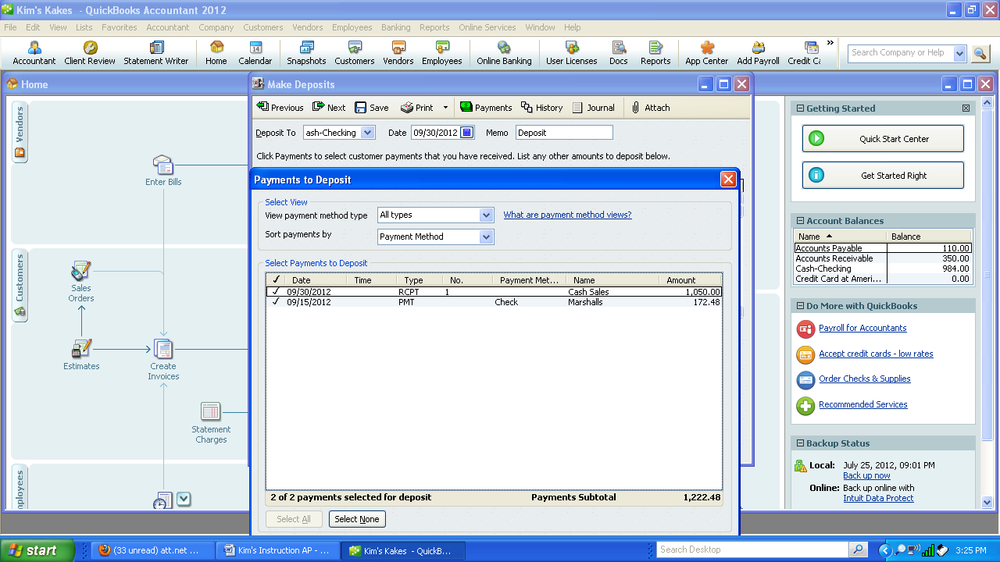 Kim's Kakes - QuickBooks Accountant 2012
File Edit View Lists Favorites Accountant Company Customers Vendors Employees Banking Reports Online Services Window Help
Accountant Client Review Statement Writer Home Calendar Snapshots Customers Vendors Employees Online Banking User Licenses Docs Reports App Center Add Payroll Credit Ca »
Search Company or Help
Home
Vendors
Enter Bills
Customers
Sales Orders
Estimates
Create Invoices
Statement Charges
nployees
Make Deposits
Previous Next Save Print Payments History Journal Attach
Deposit To ash-Checking Date 09/30/2012 Memo Deposit
Click Payments to select customer payments that you have received. List any other amounts to deposit below.
Payments to Deposit
Select View
View payment method type All types What are payment method views?
Sort payments by Payment Method
Select Payments to Deposit
✓ Date Time Type No. Payment Met... Name Amount
✓ 09/30/2012 RCPT 1 Cash Sales 1,050.00
✓ 09/15/2012 PMT Check Marshalls 172.48
2 of 2 payments selected for deposit Payments Subtotal 1,222.48
Select All Select None
Getting Started
Quick Start Center
Get Started Right
Account Balances
Name Balance
Accounts Payable 110.00
Accounts Receivable 350.00
Cash-Checking 984.00
Credit Card at Ameri... 0.00
Do More with QuickBooks
Payroll for Accountants
Accept credit cards - low rates
Order Checks & Supplies
Recommended Services
Backup Status
Local: July 25, 2012, 09:01 PM
Back up now
Online: Back up online with
Intuit Data Protect
start (33 unread) att.net ... Kim's Instruction AP - ... Kim's Kakes - QuickB... Search Desktop 3:25 PM